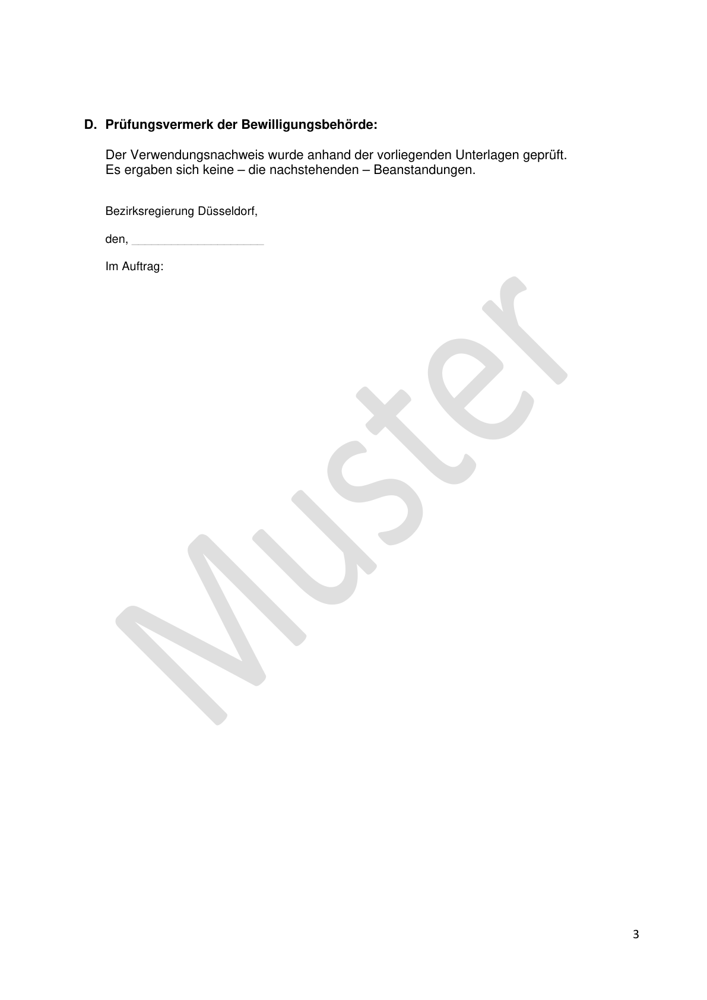 D. Prüfungsvermerk der Bewilligungsbehörde:
Der Verwendungsnachweis wurde anhand der vorliegenden Unterlagen geprüft.
Es ergaben sich keine – die nachstehenden – Beanstandungen.
Bezirksregierung Düsseldorf,
den, ____________________
Im Auftrag:
Muster
3